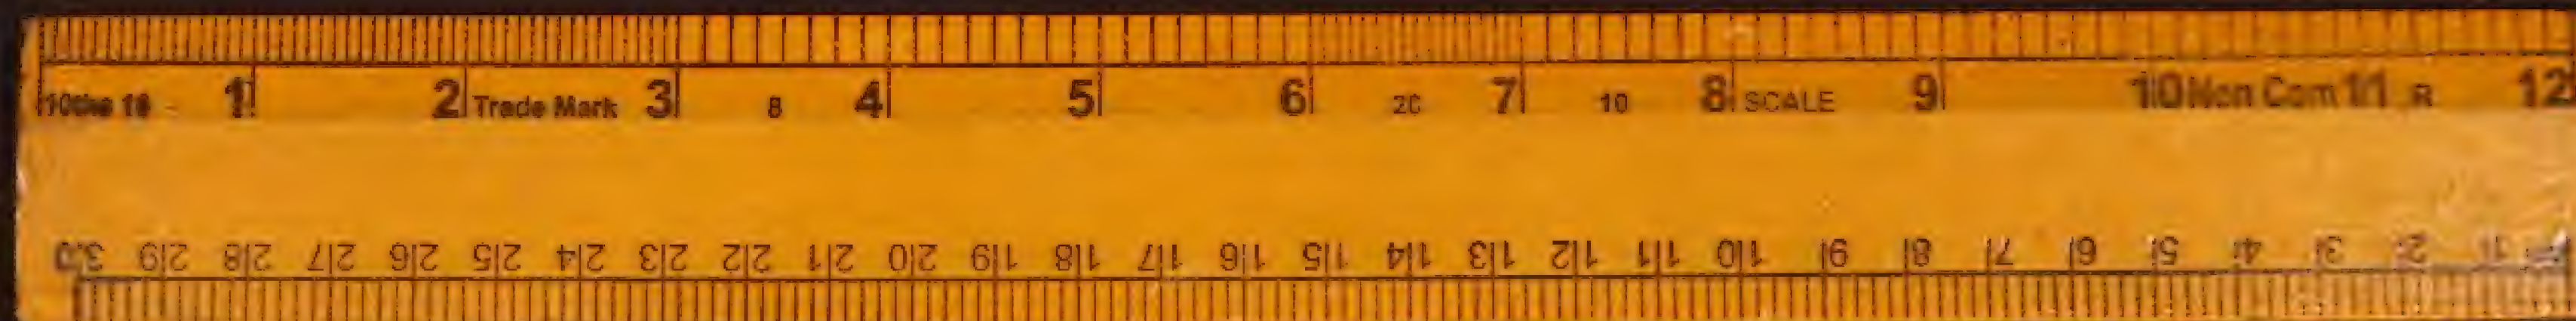 10ths 16 1 2 Trade Mark 3 8 4 5 6 20 7 10 8 SCALE 9 10 Non Com 11 R 12
30 29 28 27 26 25 24 23 22 21 20 19 18 17 16 15 14 13 12 11 10 9 8 7 6 5 4 3 2 1